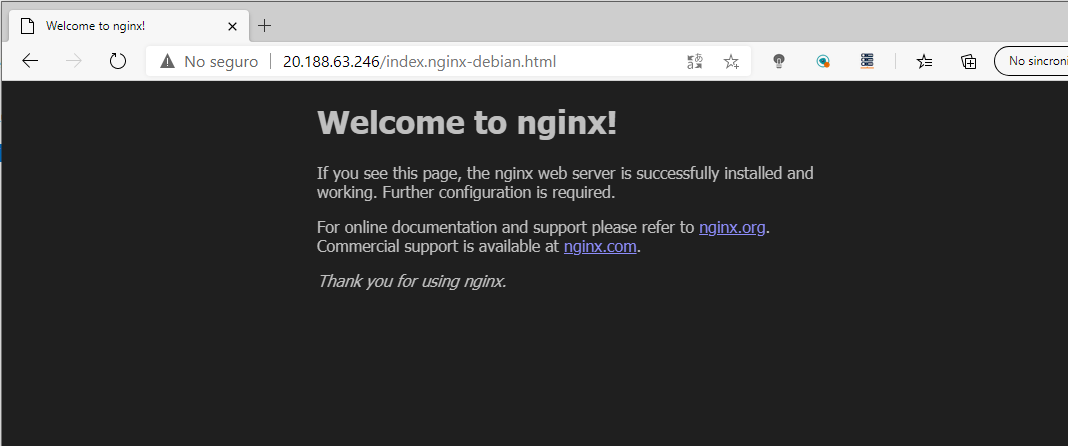 Welcome to nginx!
No seguro
20.188.63.246/index.nginx-debian.html
No sincroni
Welcome to nginx!
If you see this page, the nginx web server is successfully installed and
working. Further configuration is required.
For online documentation and support please refer to nginx.org.
Commercial support is available at nginx.com.
Thank you for using nginx.